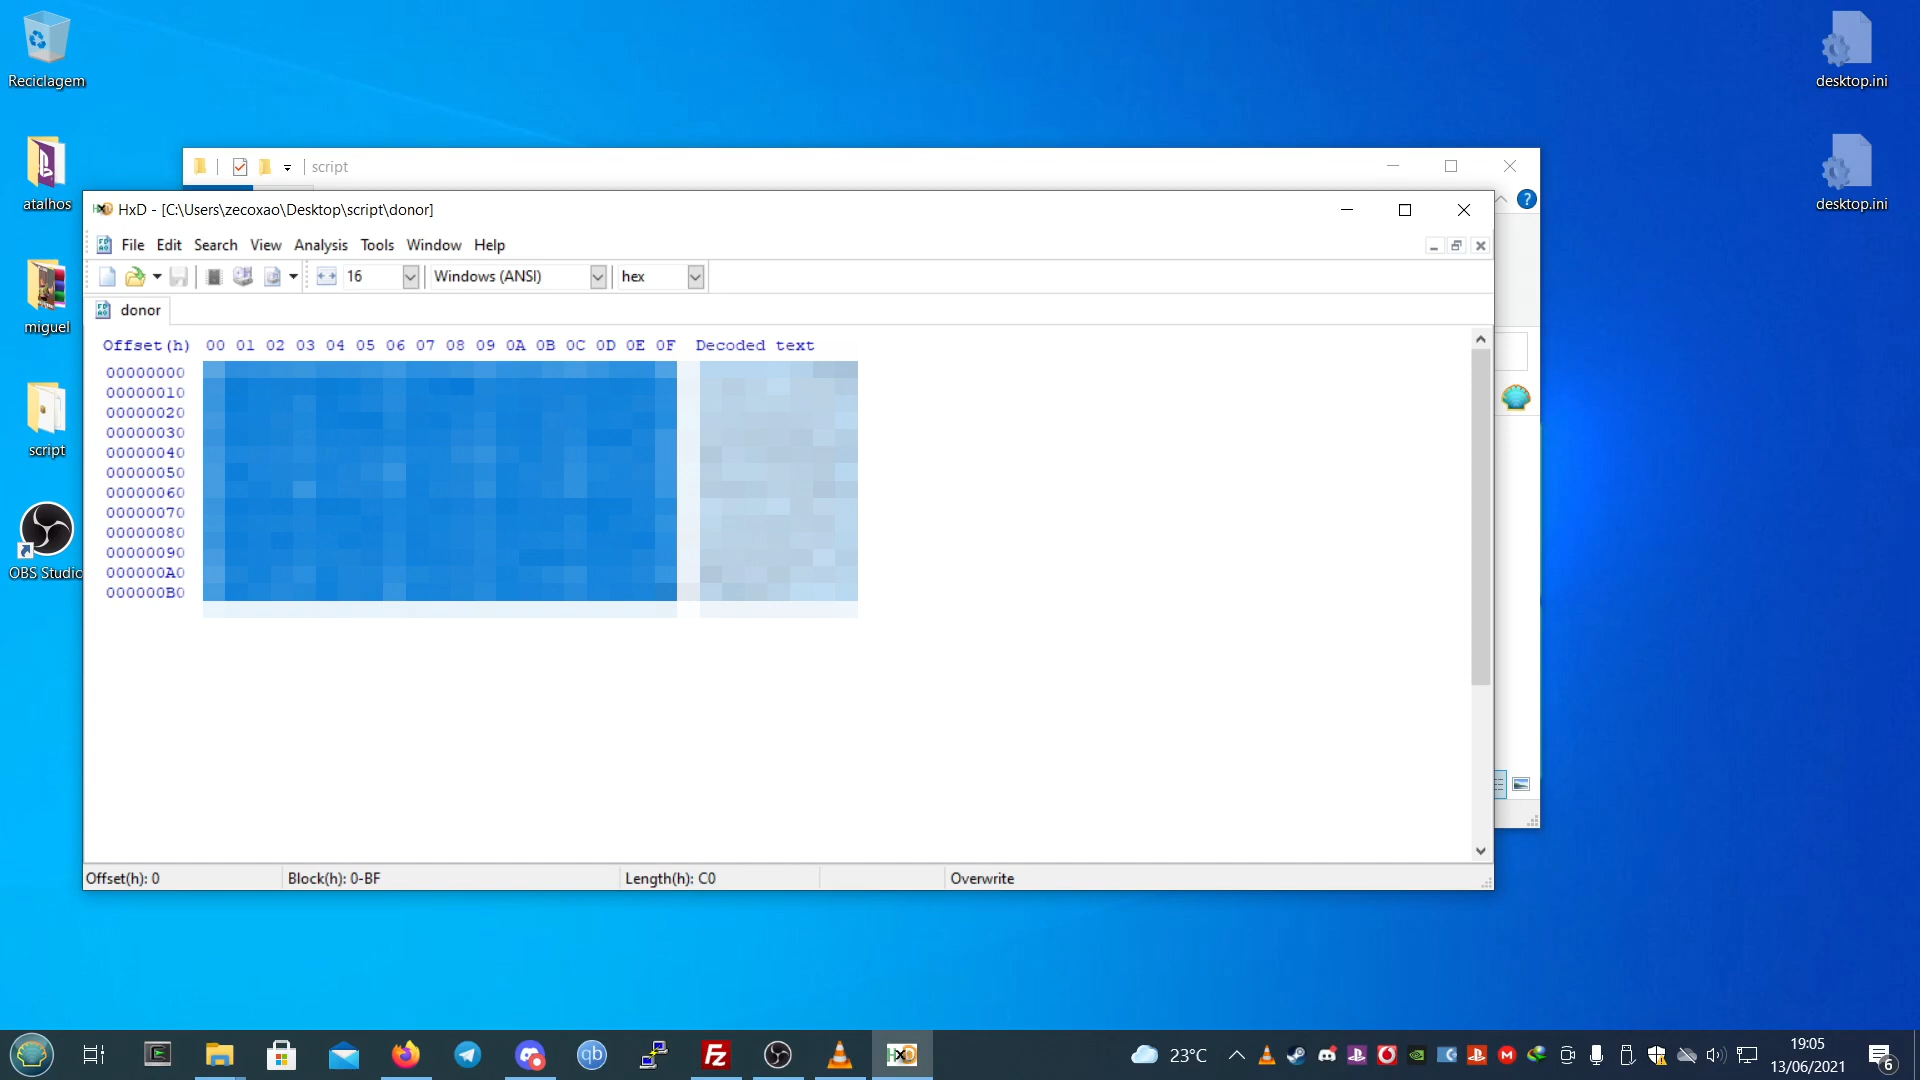 Reciclagem
atalhos
miguel
script
OBS Studio
desktop.ini
desktop.ini
script
HxD - [C:\Users\zecoxao\Desktop\script\donor]
File Edit Search View Analysis Tools Window Help
16 Windows (ANSI) hex
donor
Offset(h) 00 01 02 03 04 05 06 07 08 09 0A 0B 0C 0D 0E 0F Decoded text
00000000
00000010
00000020
00000030
00000040
00000050
00000060
00000070
00000080
00000090
000000A0
000000B0
Offset(h): 0 Block(h): 0-BF Length(h): C0 Overwrite
23°C
19:05
13/06/2021
6